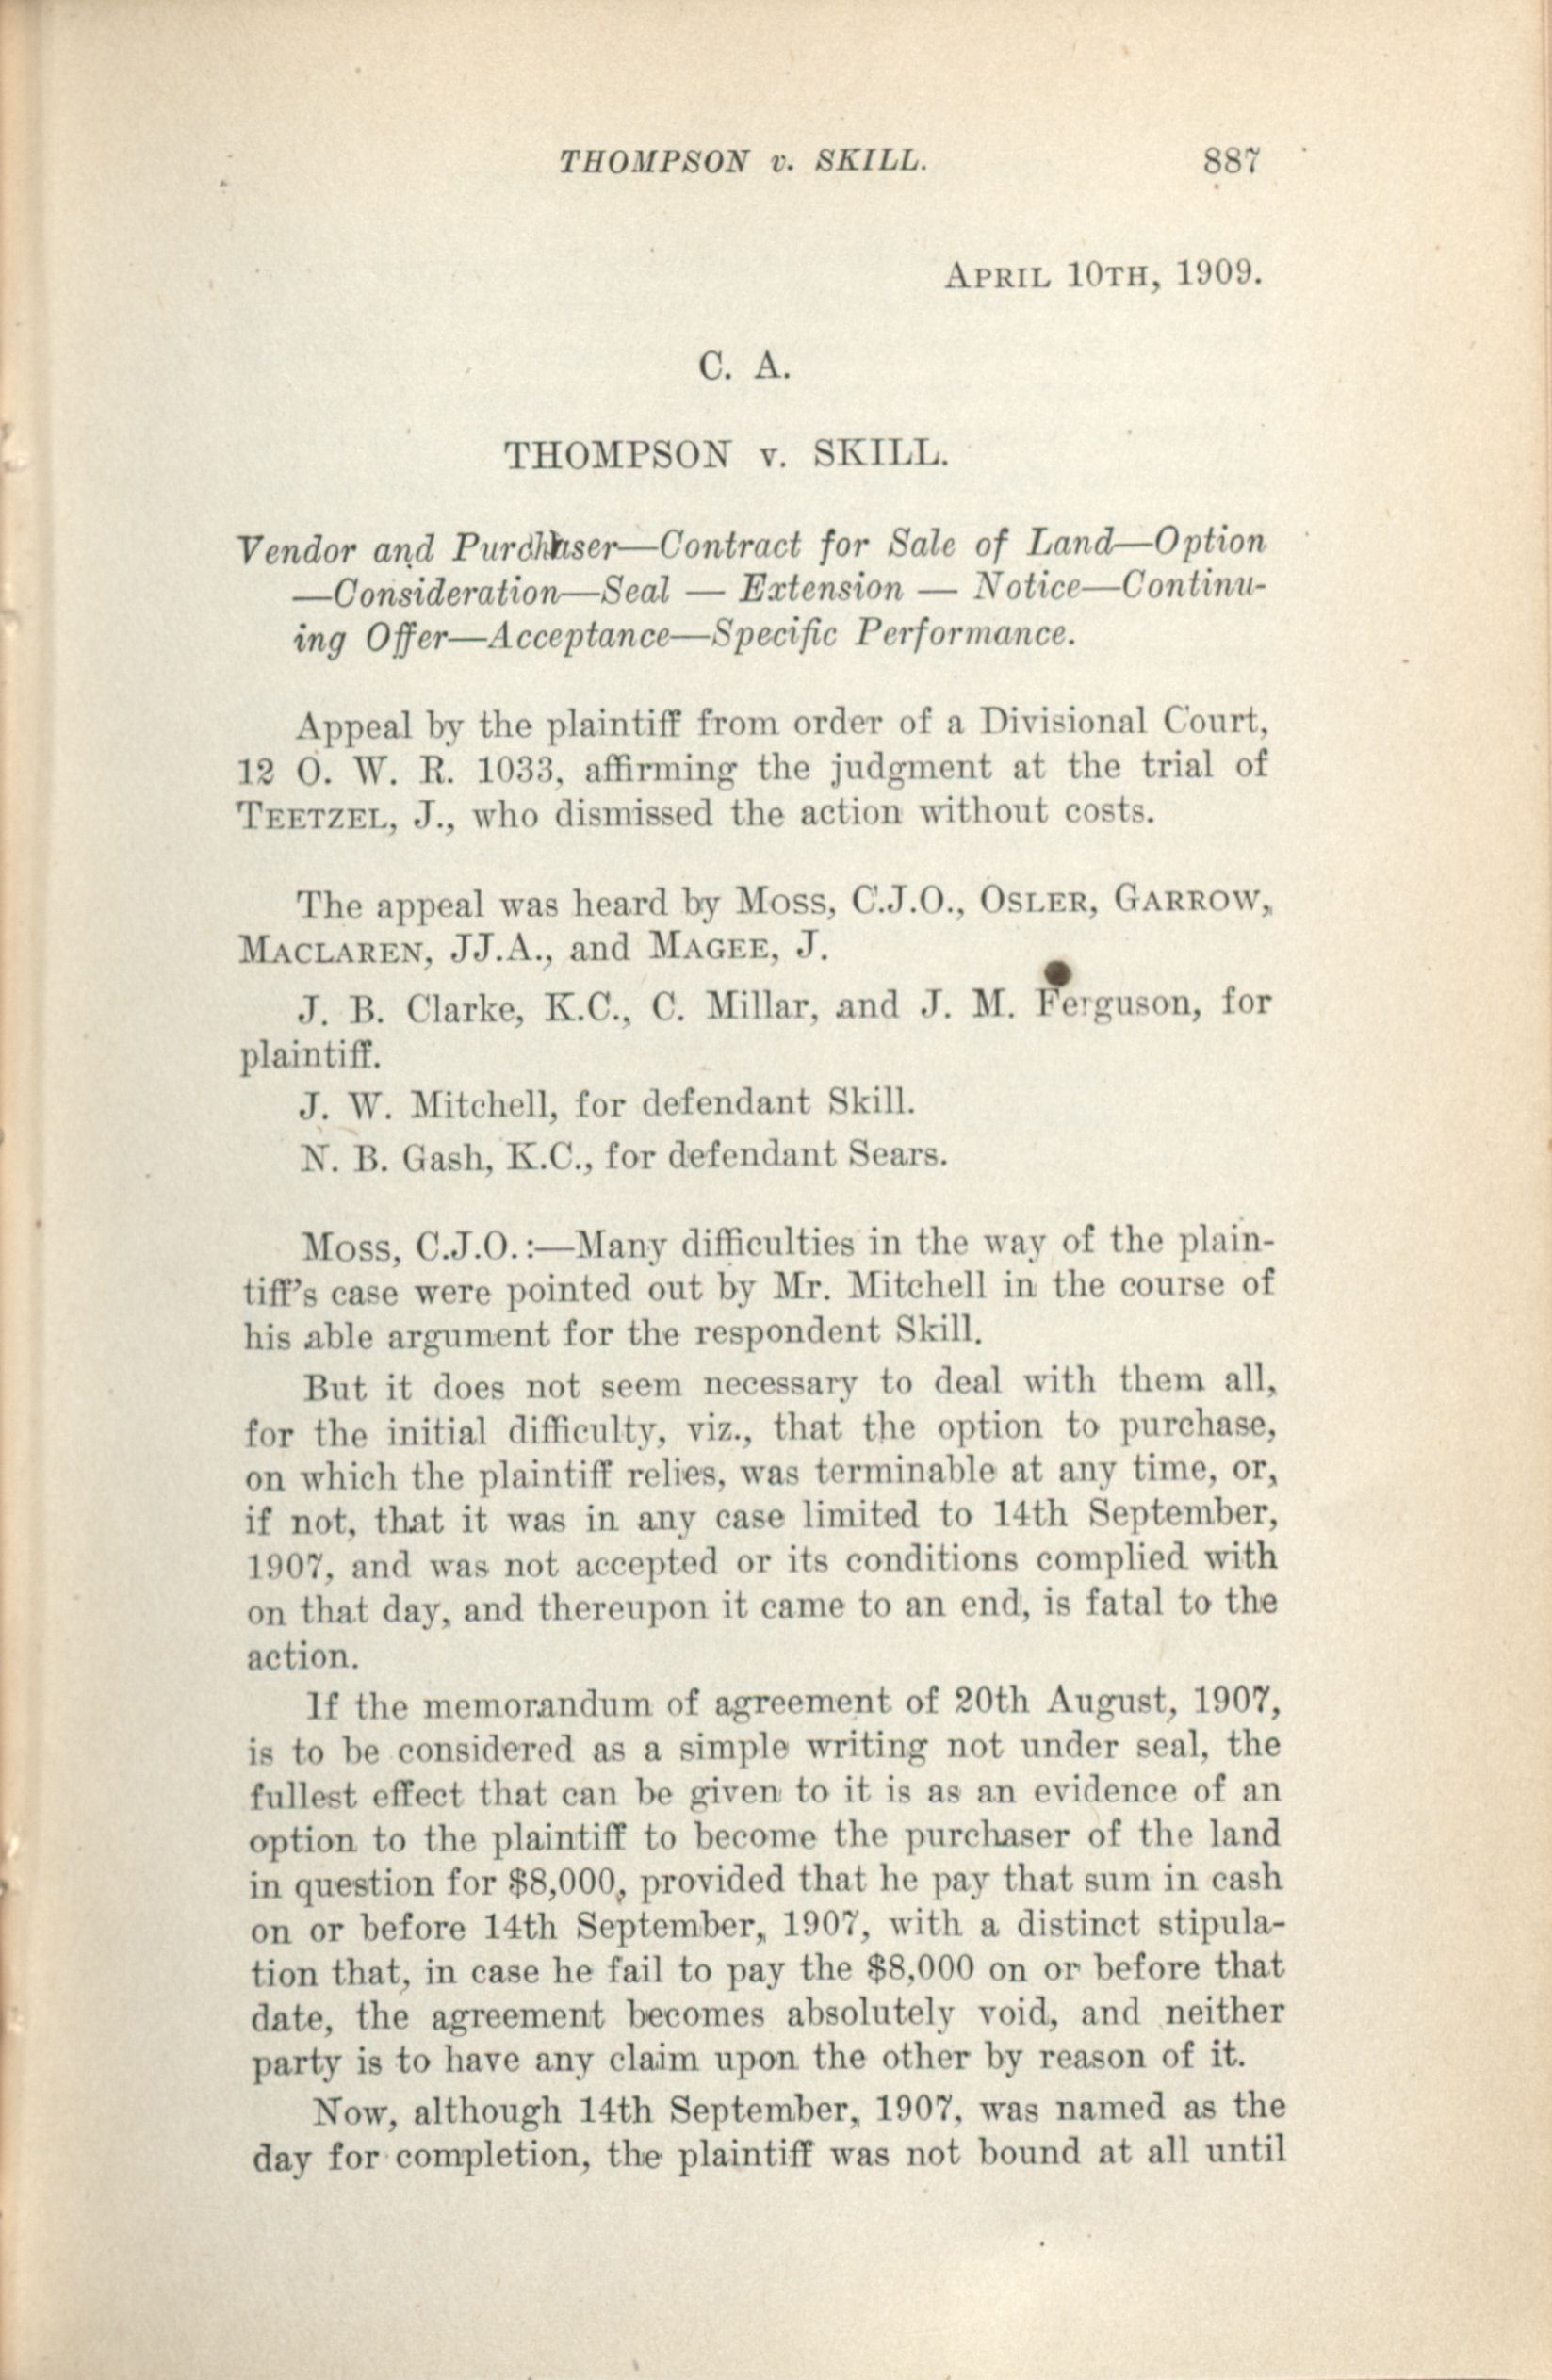 THOMPSON v. SKILL. 887
APRIL 10TH, 1909.
C. A.
THOMPSON v. SKILL.
Vendor and Purchaser—Contract for Sale of Land—Option
—Consideration—Seal — Extension — Notice—Continu-
ing Offer—Acceptance—Specific Performance.
Appeal by the plaintiff from order of a Divisional Court,
12 O. W. R. 1033, affirming the judgment at the trial of
TEETZEL, J., who dismissed the action without costs.
The appeal was heard by Moss, C.J.O., OSLER, GARROW,
MACLAREN, JJ.A., and MAGEE, J.
J. B. Clarke, K.C., C. Millar, and J. M. Ferguson, for
plaintiff.
J. W. Mitchell, for defendant Skill.
N. B. Gash, K.C., for defendant Sears.
Moss, C.J.O.:—Many difficulties in the way of the plain-
tiff's case were pointed out by Mr. Mitchell in the course of
his able argument for the respondent Skill.
But it does not seem necessary to deal with them all,
for the initial difficulty, viz., that the option to purchase,
on which the plaintiff relies, was terminable at any time, or,
if not, that it was in any case limited to 14th September,
1907, and was not accepted or its conditions complied with
on that day, and thereupon it came to an end, is fatal to the
action.
If the memorandum of agreement of 20th August, 1907,
is to be considered as a simple writing not under seal, the
fullest effect that can be given to it is as an evidence of an
option to the plaintiff to become the purchaser of the land
in question for $8,000, provided that he pay that sum in cash
on or before 14th September, 1907, with a distinct stipula-
tion that, in case he fail to pay the $8,000 on or before that
date, the agreement becomes absolutely void, and neither
party is to have any claim upon the other by reason of it.
Now, although 14th September, 1907, was named as the
day for completion, the plaintiff was not bound at all until